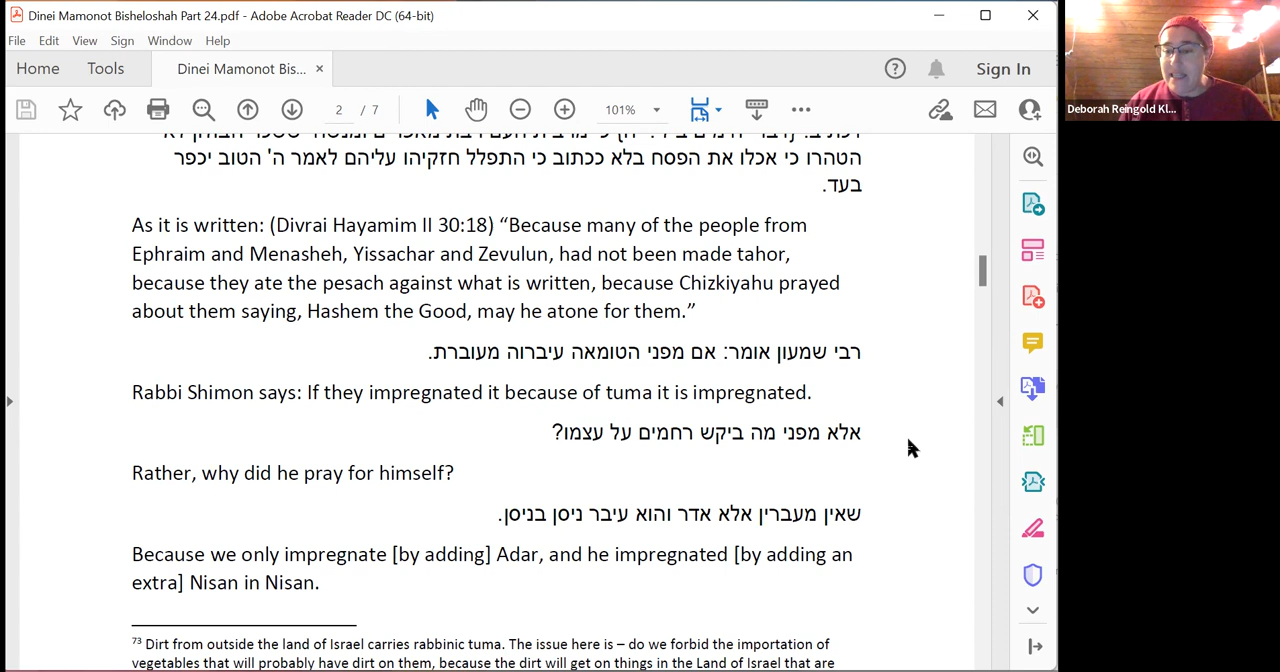 Dinei Mamonot Bisheloshah Part 24.pdf - Adobe Acrobat Reader DC (64-bit)
File Edit View Sign Window Help
Home Tools Dinei Mamonot Bis... × Sign In
2 / 7 101%
Deborah Reingold Kl...
הטהרו כי אכלו את הפסח בלא ככתוב כי התפלל חזקיהו עליהם לאמר ה' הטוב יכפר
בעד.
As it is written: (Divrai Hayamim II 30:18) “Because many of the people from
Ephraim and Menasheh, Yissachar and Zevulun, had not been made tahor,
because they ate the pesach against what is written, because Chizkiyahu prayed
about them saying, Hashem the Good, may he atone for them.”
רבי שמעון אומר: אם מפני הטומאה עיברוה מעוברת.
Rabbi Shimon says: If they impregnated it because of tuma it is impregnated.
אלא מפני מה ביקש רחמים על עצמו?
Rather, why did he pray for himself?
שאין מעברין אלא אדר והוא עיבר ניסן בניסן.
Because we only impregnate [by adding] Adar, and he impregnated [by adding an
extra] Nisan in Nisan.
73 Dirt from outside the land of Israel carries rabbinic tuma. The issue here is – do we forbid the importation of
vegetables that will probably have dirt on them, because the dirt will get on things in the Land of Israel that are